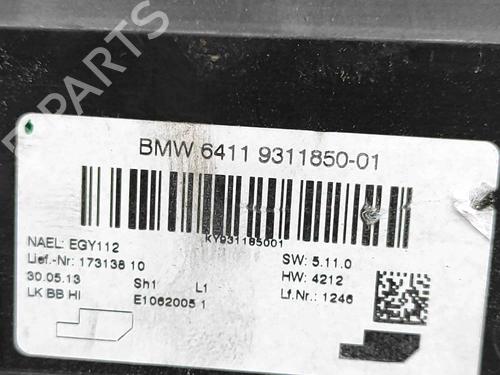 BMW 6411 9311850-01
KY931185001
NAEL: EGY112
Lief.-Nr: 173138 10
30.05.13 Sh1 L1
LK BB HI E1062005 1
SW: 5.11.0
HW: 4212
Lf.Nr.: 1246
B-PARTS